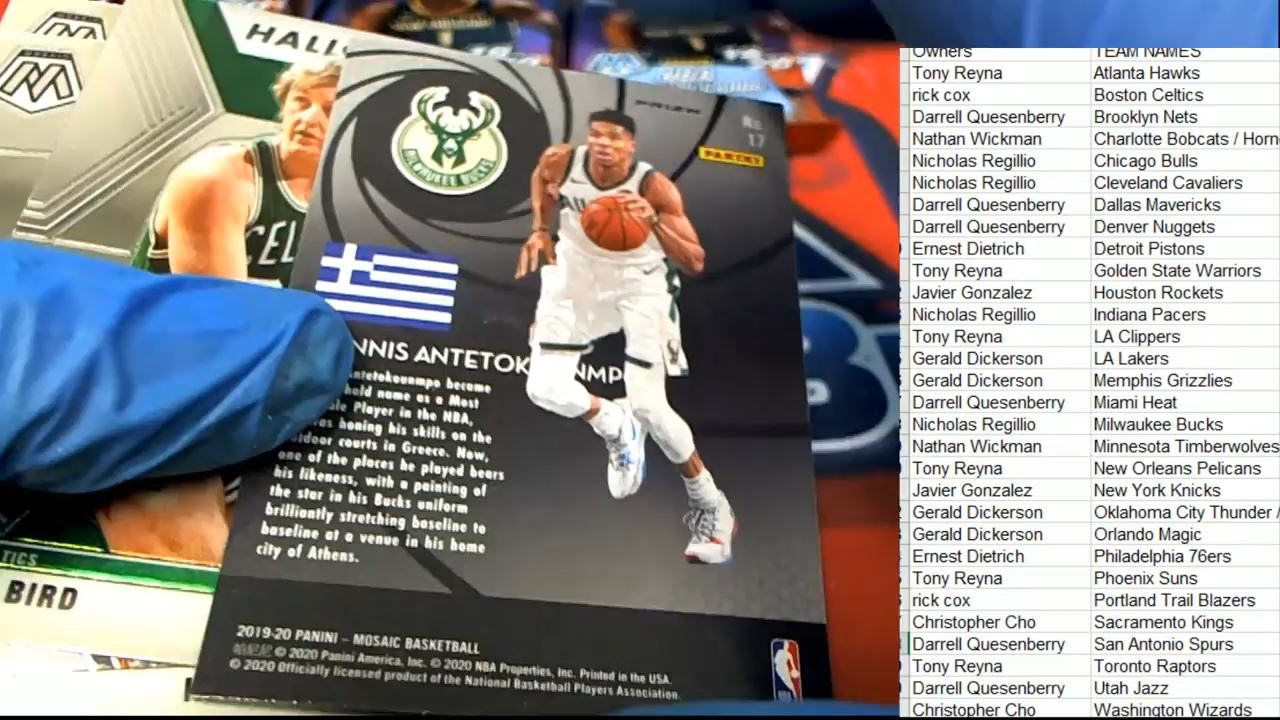 HALL
CEL
TICS
BIRD
MILWAUKEE BUCKS
PRIZM
No.
17
PANINI
NNIS ANTETOK UNMP
ntetokounmpo became
hold name as a Most
le Player in the NBA,
as honing his skills on the
tdoor courts in Greece. Now,
one of the places he played bears
his likeness, with a painting of
the star in his Bucks uniform
brilliantly stretching baseline to
baseline at a venue in his home
city of Athens.
2019-20 PANINI – MOSAIC BASKETBALL
© 2020 Panini America, Inc. © 2020 NBA Properties, Inc. Printed in the USA.
© 2020 Officially licensed product of the National Basketball Players Association.
NBA
Owners TEAM NAMES
Tony Reyna Atlanta Hawks
rick cox Boston Celtics
Darrell Quesenberry Brooklyn Nets
Nathan Wickman Charlotte Bobcats / Horn
Nicholas Regillio Chicago Bulls
Nicholas Regillio Cleveland Cavaliers
Darrell Quesenberry Dallas Mavericks
Darrell Quesenberry Denver Nuggets
Ernest Dietrich Detroit Pistons
Tony Reyna Golden State Warriors
Javier Gonzalez Houston Rockets
Nicholas Regillio Indiana Pacers
Tony Reyna LA Clippers
Gerald Dickerson LA Lakers
Gerald Dickerson Memphis Grizzlies
Darrell Quesenberry Miami Heat
Nicholas Regillio Milwaukee Bucks
Nathan Wickman Minnesota Timberwolves
Tony Reyna New Orleans Pelicans
Javier Gonzalez New York Knicks
Gerald Dickerson Oklahoma City Thunder /
Gerald Dickerson Orlando Magic
Ernest Dietrich Philadelphia 76ers
Tony Reyna Phoenix Suns
rick cox Portland Trail Blazers
Christopher Cho Sacramento Kings
Darrell Quesenberry San Antonio Spurs
Tony Reyna Toronto Raptors
Darrell Quesenberry Utah Jazz
Christopher Cho Washington Wizards